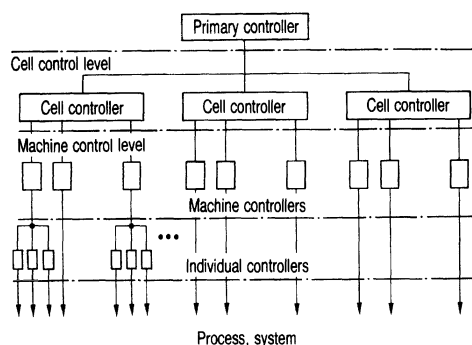 Primary controller
Cell control level
Cell controller
Cell controller
Cell controller
Machine control level
Machine controllers
Individual controllers
Process, system